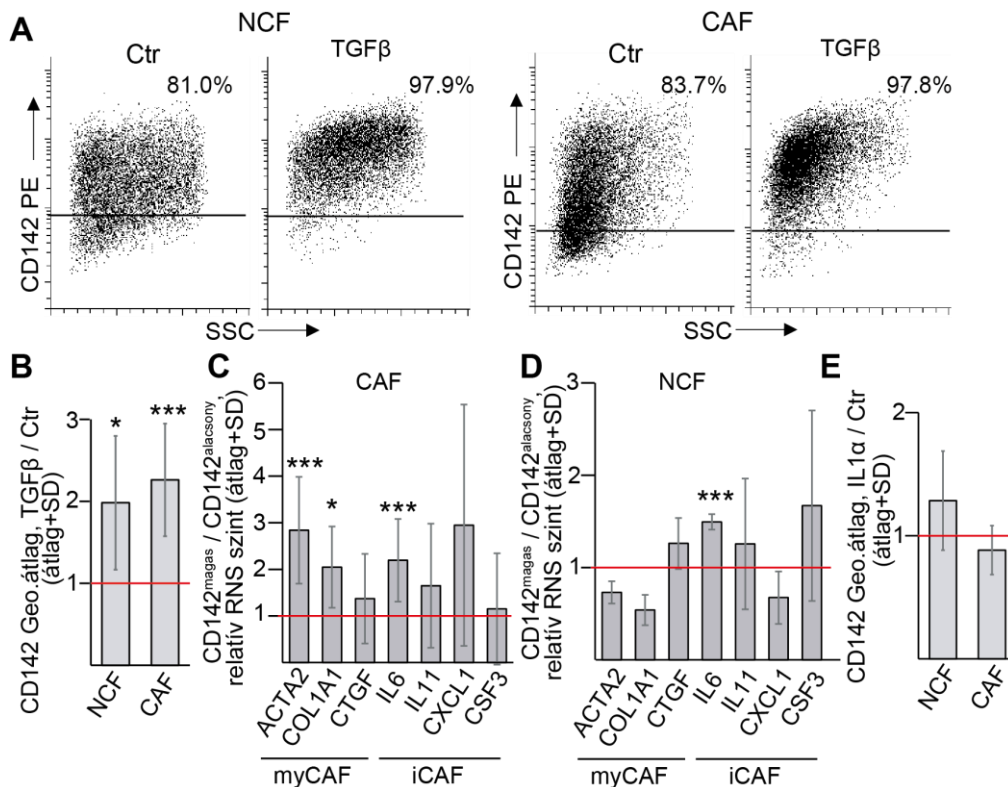 A
NCF
CAF
Ctr
TGFβ
Ctr
TGFβ
81.0%
97.9%
83.7%
97.8%
CD142 PE
CD142 PE
SSC
SSC
B
CD142 Geo.átlag, TGFβ / Ctr
(átlag+SD)
3
2
1
*
***
NCF
CAF
C
CAF
CD142magas / CD142alacsony,
relatív RNS szint (átlag+SD)
6
5
4
3
2
1
***
*
***
ACTA2
COL1A1
CTGF
IL6
IL11
CXCL1
CSF3
myCAF
iCAF
D
NCF
CD142magas / CD142alacsony,
relatív RNS szint (átlag+SD)
3
2
1
***
ACTA2
COL1A1
CTGF
IL6
IL11
CXCL1
CSF3
myCAF
iCAF
E
CD142 Geo.átlag, IL1α / Ctr
(átlag+SD)
2
1
NCF
CAF